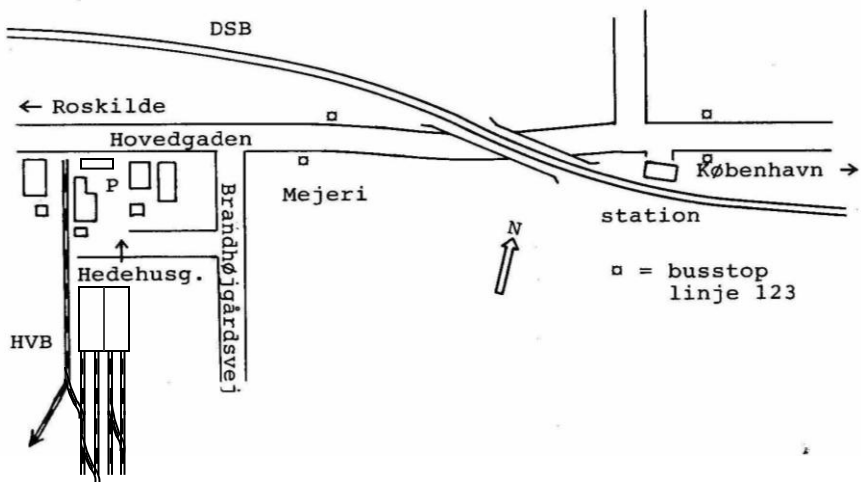 DSB
← Roskilde
Hovedgaden
P
Mejeri
København →
station
N
Hedehusg.
Brandhøjgårdsvej
¤ = busstop
linje 123
HVB